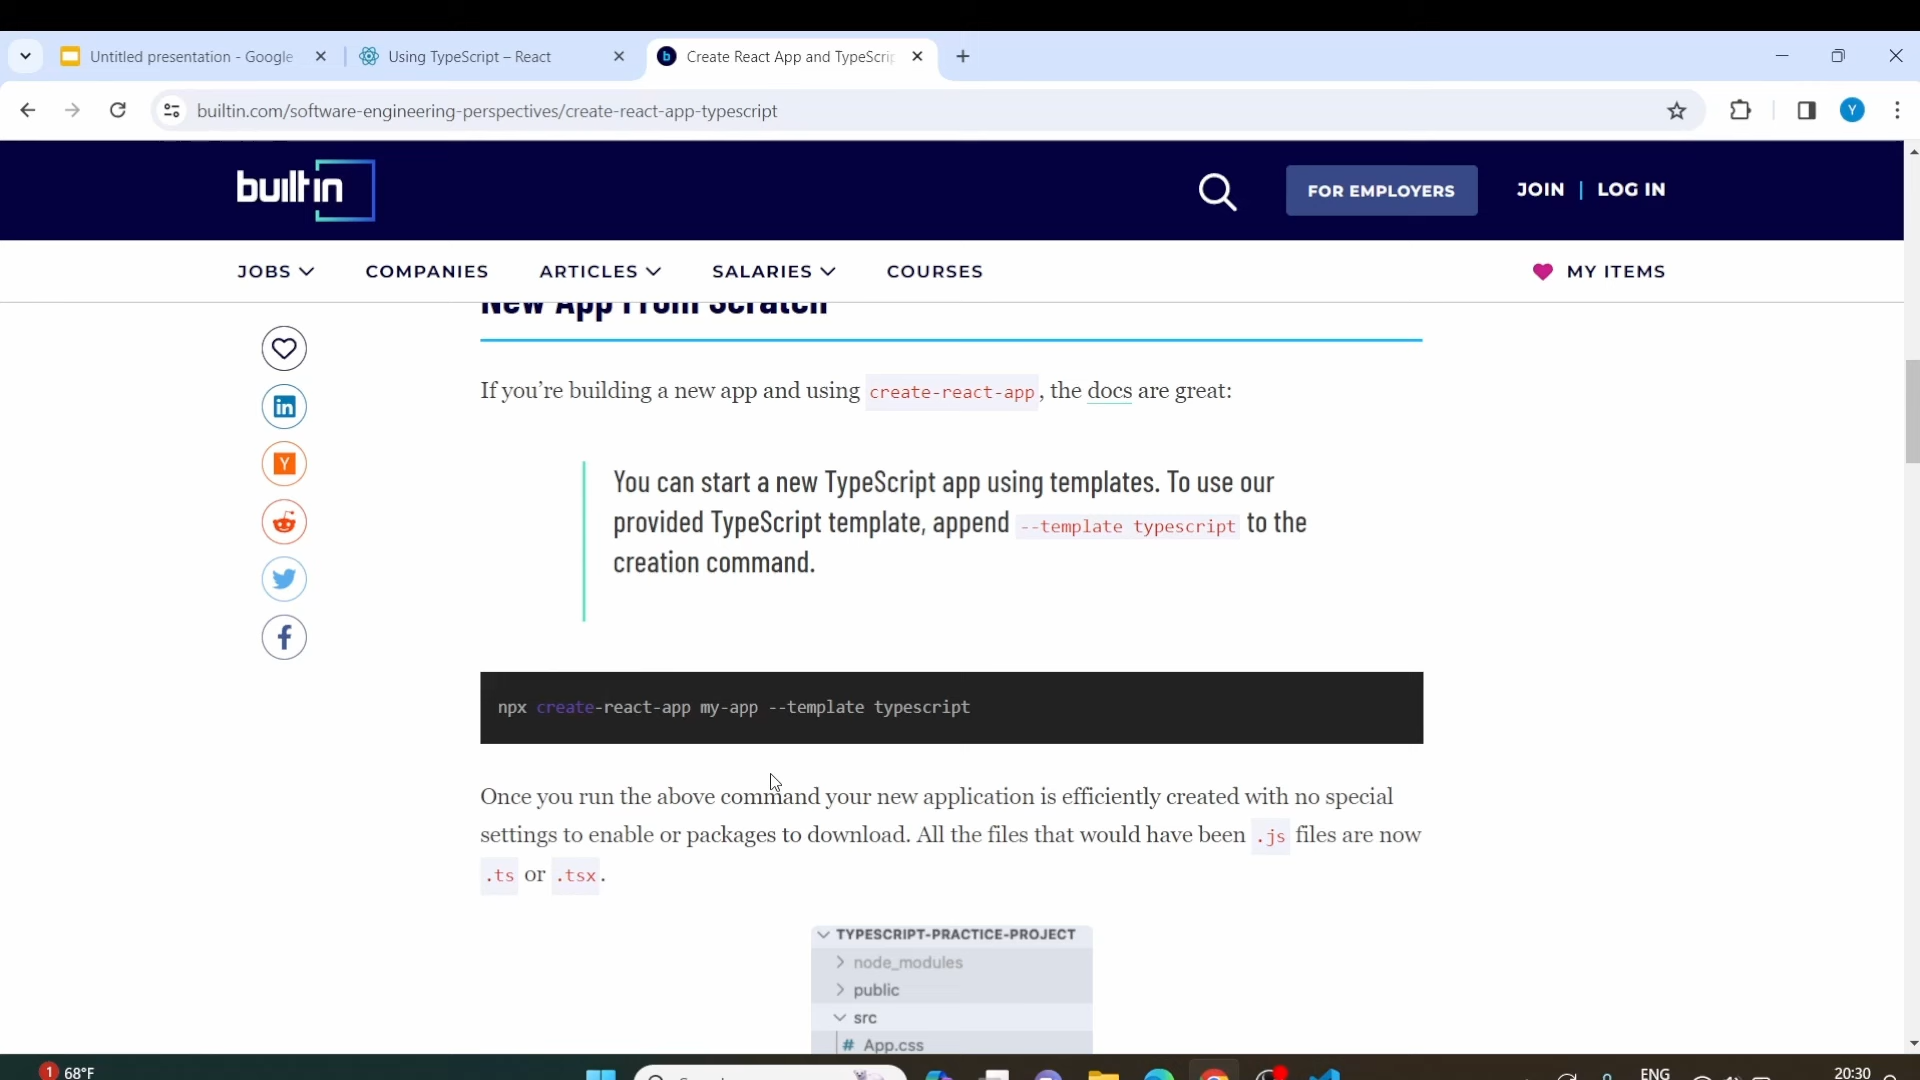 Untitled presentation - Google
Using TypeScript – React
Create React App and TypeScrip
builtin.com/software-engineering-perspectives/create-react-app-typescript
Y
builtin
FOR EMPLOYERS
JOIN | LOG IN
JOBS
COMPANIES
ARTICLES
SALARIES
COURSES
MY ITEMS
New App From Scratch
If you’re building a new app and using create-react-app, the docs are great:
You can start a new TypeScript app using templates. To use our
provided TypeScript template, append --template typescript to the
creation command.
npx create-react-app my-app --template typescript
Once you run the above command your new application is efficiently created with no special
settings to enable or packages to download. All the files that would have been .js files are now
.ts or .tsx.
TYPESCRIPT-PRACTICE-PROJECT
node_modules
public
src
# App.css
1
68°F
ENG
20:30